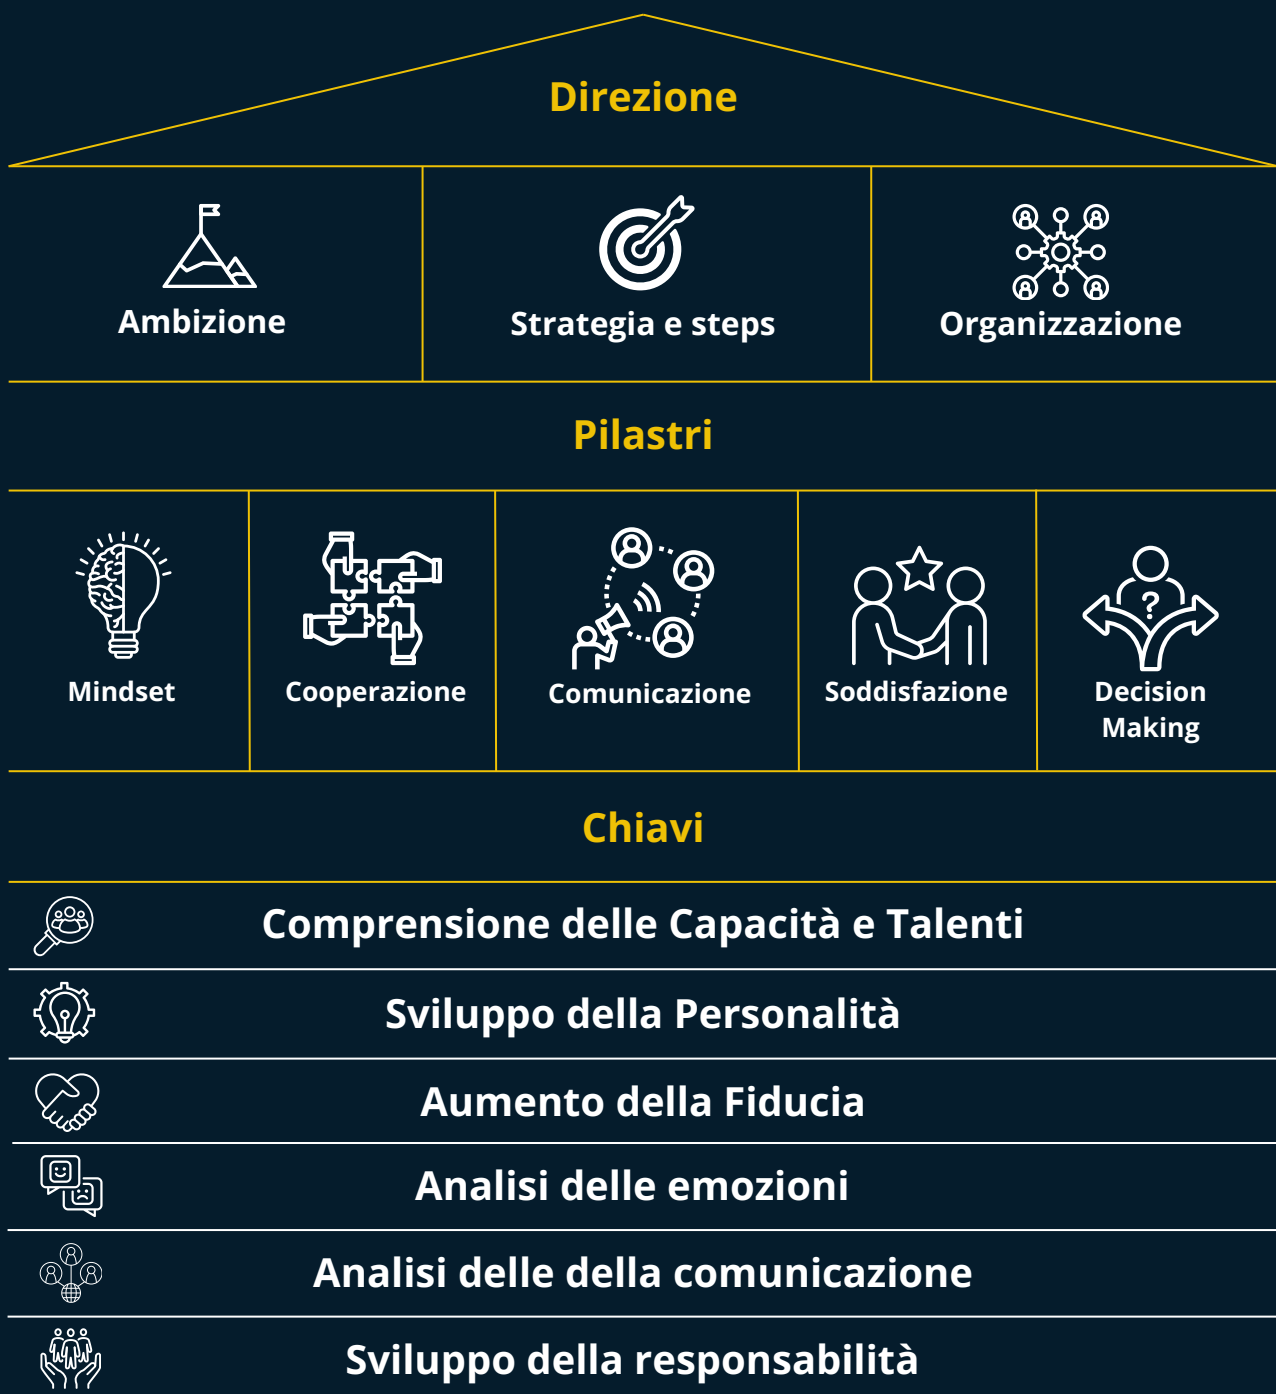 Direzione
Ambizione
Strategia e steps
Organizzazione
Pilastri
Mindset
Cooperazione
Comunicazione
Soddisfazione
Decision
Making
Chiavi
Comprensione delle Capacità e Talenti
Sviluppo della Personalità
Aumento della Fiducia
Analisi delle emozioni
Analisi delle della comunicazione
Sviluppo della responsabilità